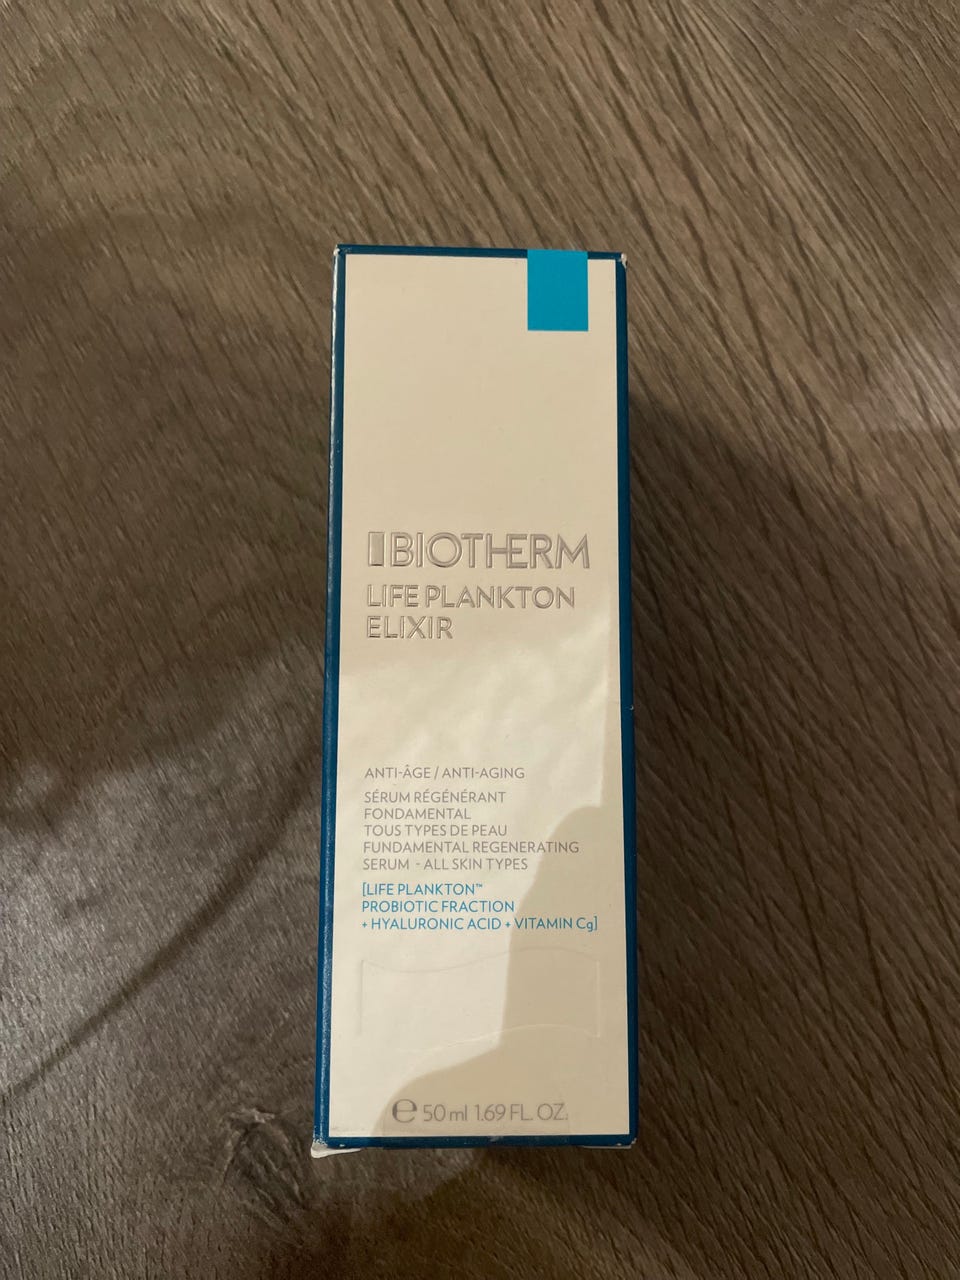 BIOTHERM
LIFE PLANKTON
ELIXIR
ANTI-ÂGE / ANTI-AGING
SÉRUM RÉGÉNÉRANT
FONDAMENTAL
TOUS TYPES DE PEAU
FUNDAMENTAL REGENERATING
SERUM - ALL SKIN TYPES
[LIFE PLANKTON™
PROBIOTIC FRACTION
+ HYALURONIC ACID + VITAMIN Cg]
℮ 50 ml 1.69 FL. OZ.